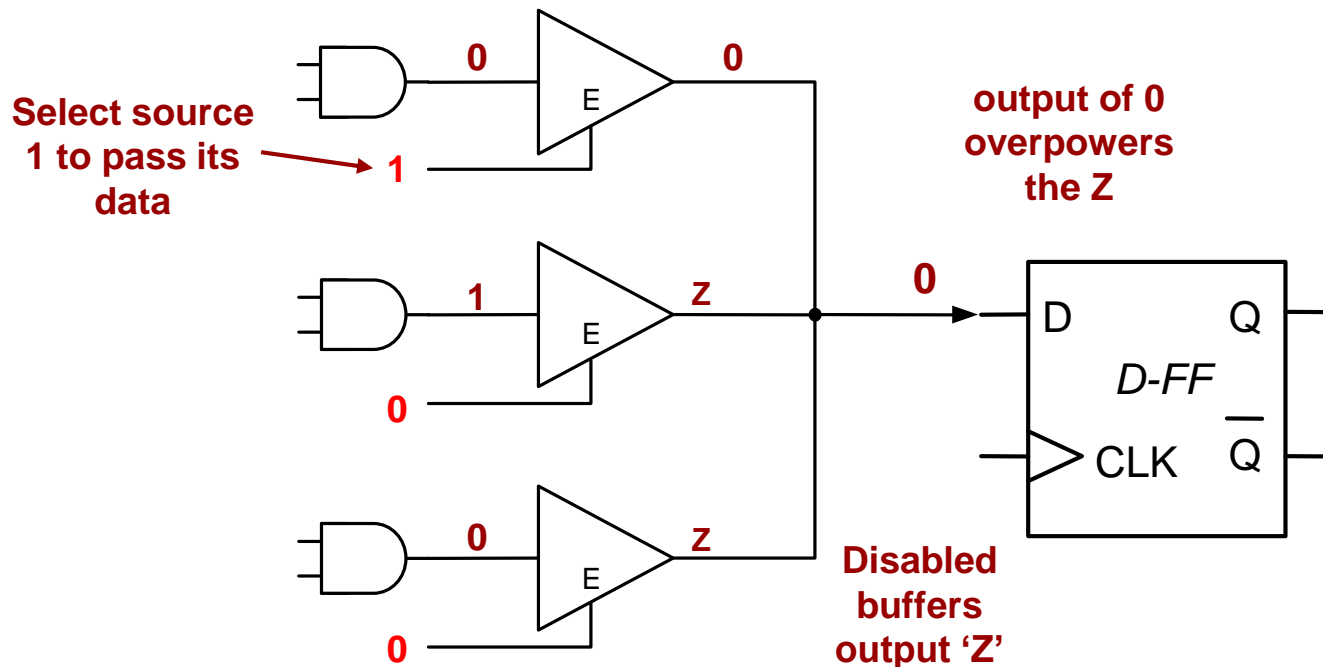 0
0
E
Select source
1 to pass its
data
1
output of 0
overpowers
the Z
1
Z
E
0
0
D
Q
D-FF
CLK
Q
0
Z
E
0
Disabled
buffers
output ‘Z’